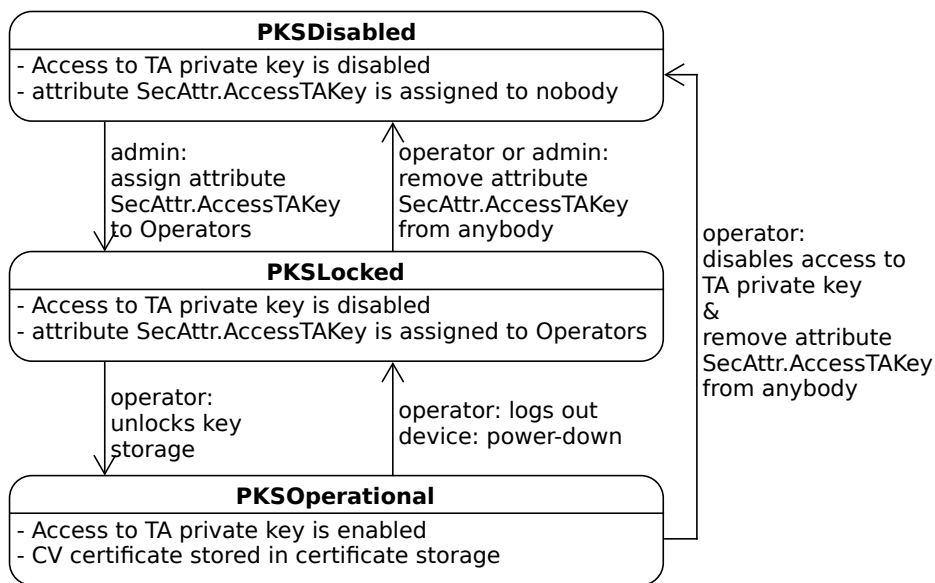 PKSDisabled
- Access to TA private key is disabled
- attribute SecAttr.AccessTAKey is assigned to nobody
admin:
assign attribute
SecAttr.AccessTAKey
to Operators
operator or admin:
remove attribute
SecAttr.AccessTAKey
from anybody
operator:
disables access to
TA private key
&
remove attribute
SecAttr.AccessTAKey
from anybody
PKSLocked
- Access to TA private key is disabled
- attribute SecAttr.AccessTAKey is assigned to Operators
operator:
unlocks key
storage
operator: logs out
device: power-down
PKSOperational
- Access to TA private key is enabled
- CV certificate stored in certificate storage